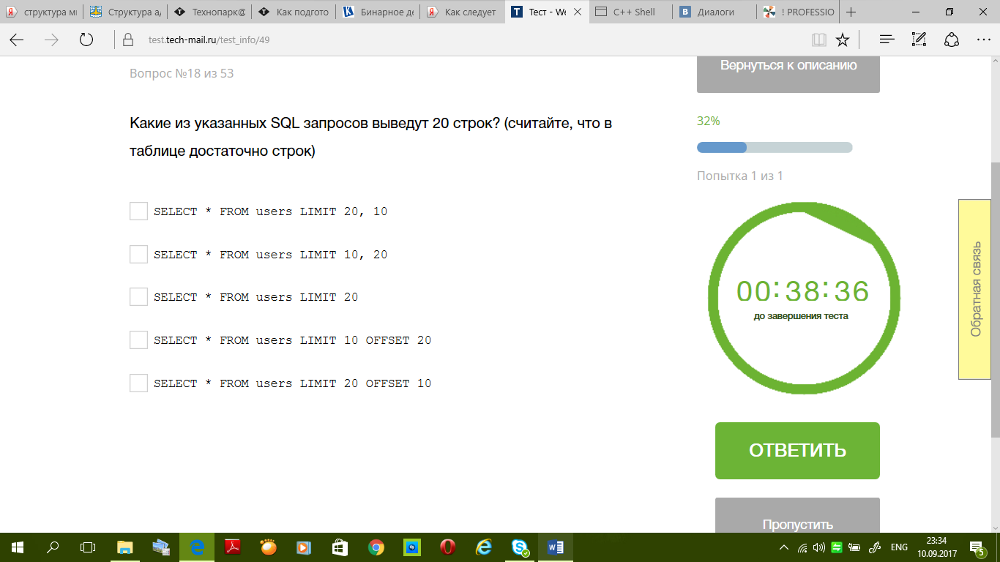 структура ми
Структура ад
Технопарк@
Как подгото
Бинарное де
Как следует
Тест - We
C++ Shell
Диалоги
! PROFESSIO
test.tech-mail.ru/test_info/49
Вопрос №18 из 53
Вернуться к описанию
Какие из указанных SQL запросов выведут 20 строк? (считайте, что в
таблице достаточно строк)
32%
Попытка 1 из 1
SELECT * FROM users LIMIT 20, 10
SELECT * FROM users LIMIT 10, 20
SELECT * FROM users LIMIT 20
SELECT * FROM users LIMIT 10 OFFSET 20
SELECT * FROM users LIMIT 20 OFFSET 10
00:38:36
до завершения теста
Обратная связь
ОТВЕТИТЬ
Пропустить
ENG
23:34
10.09.2017
5